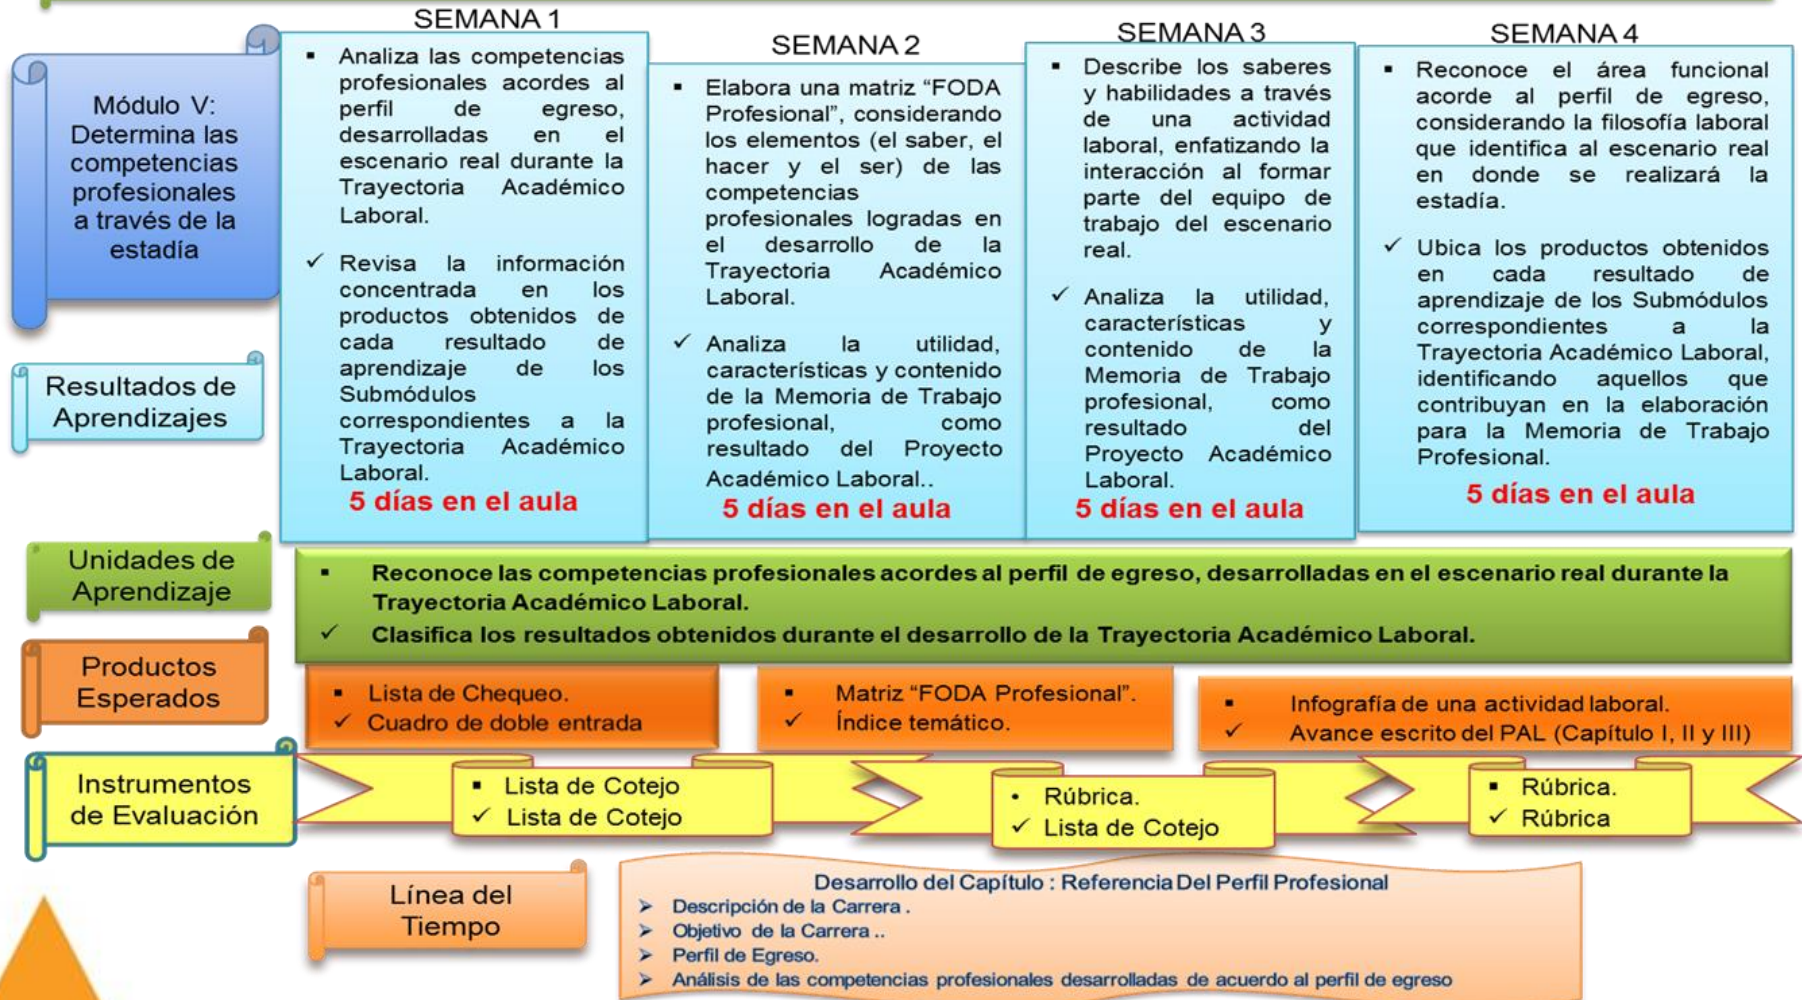 SEMANA 1
SEMANA 2
SEMANA 3
SEMANA 4
Módulo V:
Determina las
competencias
profesionales
a través de la
estadía
▪ Analiza las competencias
profesionales acordes al
perfil de egreso,
desarrolladas en el
escenario real durante la
Trayectoria Académico
Laboral.
✓ Revisa la información
concentrada en los
productos obtenidos de
cada resultado de
aprendizaje de los
Submódulos
correspondientes a la
Trayectoria Académico
Laboral.
5 días en el aula
▪ Elabora una matriz “FODA
Profesional”, considerando
los elementos (el saber, el
hacer y el ser) de las
competencias
profesionales logradas en
el desarrollo de la
Trayectoria Académico
Laboral.
✓ Analiza la utilidad,
características y contenido
de la Memoria de Trabajo
profesional, como
resultado del Proyecto
Académico Laboral..
5 días en el aula
▪ Describe los saberes
y habilidades a través
de una actividad
laboral, enfatizando la
interacción al formar
parte del equipo de
trabajo del escenario
real.
✓ Analiza la utilidad,
características y
contenido de la
Memoria de Trabajo
profesional, como
resultado del
Proyecto Académico
Laboral.
5 días en el aula
▪ Reconoce el área funcional
acorde al perfil de egreso,
considerando la filosofía laboral
que identifica al escenario real
en donde se realizará la
estadía.
✓ Ubica los productos obtenidos
en cada resultado de
aprendizaje de los Submódulos
correspondientes a la
Trayectoria Académico Laboral,
identificando aquellos que
contribuyan en la elaboración
para la Memoria de Trabajo
Profesional.
5 días en el aula
Resultados de
Aprendizajes
Unidades de
Aprendizaje
▪ Reconoce las competencias profesionales acordes al perfil de egreso, desarrolladas en el escenario real durante la
Trayectoria Académico Laboral.
✓ Clasifica los resultados obtenidos durante el desarrollo de la Trayectoria Académico Laboral.
Productos
Esperados
▪ Lista de Chequeo.
✓ Cuadro de doble entrada
▪ Matriz “FODA Profesional”.
✓ Índice temático.
▪ Infografía de una actividad laboral.
✓ Avance escrito del PAL (Capítulo I, II y III)
Instrumentos
de Evaluación
▪ Lista de Cotejo
✓ Lista de Cotejo
• Rúbrica.
✓ Lista de Cotejo
▪ Rúbrica.
✓ Rúbrica
Línea del
Tiempo
Desarrollo del Capítulo : Referencia Del Perfil Profesional
➢ Descripción de la Carrera .
➢ Objetivo de la Carrera ..
➢ Perfil de Egreso.
➢ Análisis de las competencias profesionales desarrolladas de acuerdo al perfil de egreso